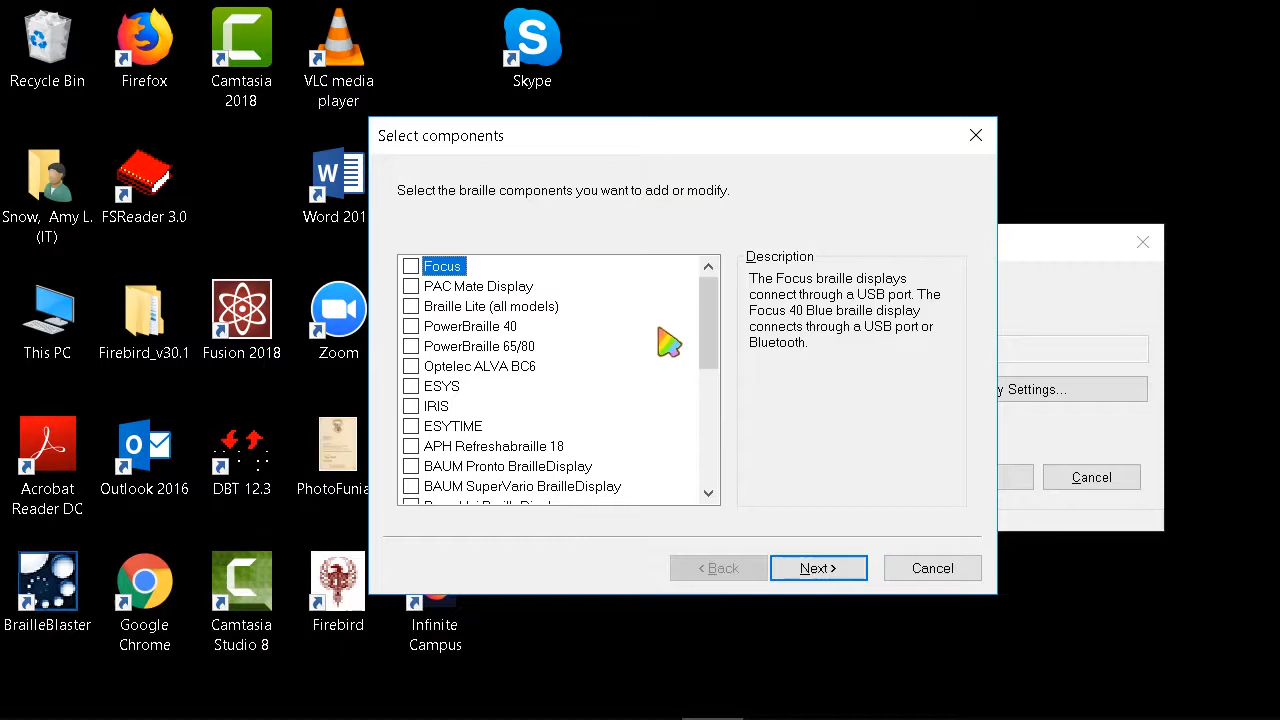 Recycle Bin
Firefox
Camtasia
2018
VLC media
player
Skype
Snow, Amy L.
(IT)
FSReader 3.0
Word 201
This PC
Firebird_v30.1
Fusion 2018
Zoom
Acrobat
Reader DC
Outlook 2016
DBT 12.3
PhotoFunia
BrailleBlaster
Google
Chrome
Camtasia
Studio 8
Firebird
Infinite
Campus
Select components
Select the braille components you want to add or modify.
Focus
PAC Mate Display
Braille Lite (all models)
PowerBraille 40
PowerBraille 65/80
Optelec ALVA BC6
ESYS
IRIS
ESYTIME
APH Refreshabraille 18
BAUM Pronto BrailleDisplay
BAUM SuperVario BrailleDisplay
Description
The Focus braille displays
connect through a USB port. The
Focus 40 Blue braille display
connects through a USB port or
Bluetooth.
< Back
Next >
Cancel
y Settings...
Cancel